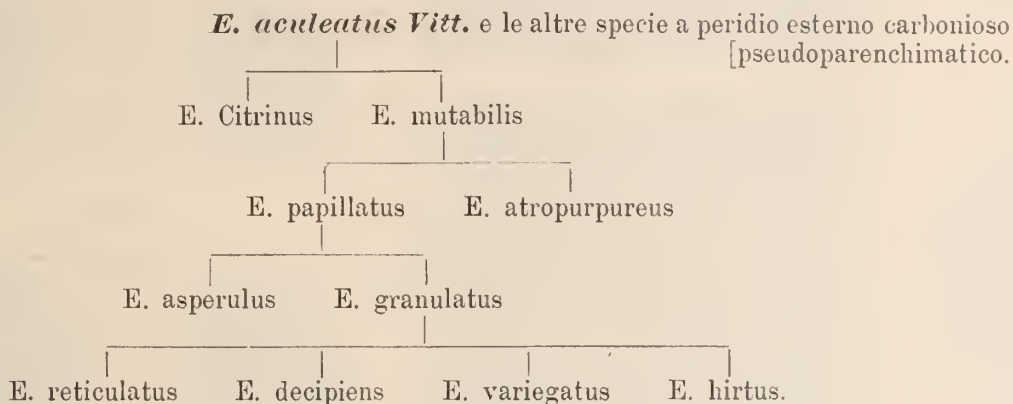 E. aculeatus Vitt. e le altre specie a peridio esterno carbonioso
[pseudoparenchimatico.
E. Citrinus E. mutabilis
E. papillatus E. atropurpureus
E. asperulus E. granulatus
E. reticulatus E. decipiens E. variegatus E. hirtus.